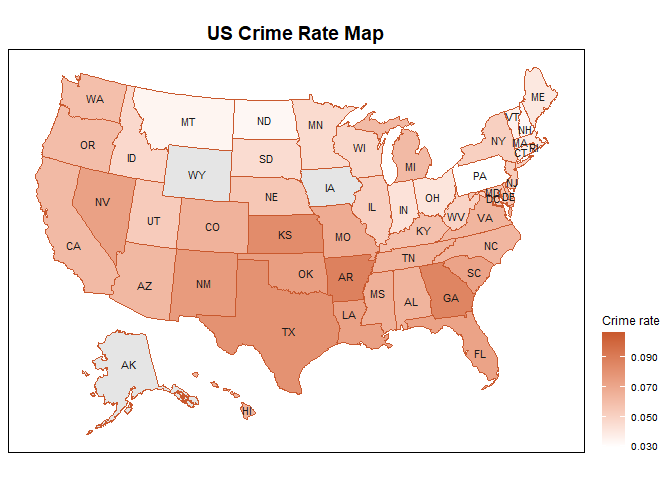 US Crime Rate Map
WA
MT
ND
MN
ME
VT
NH
OR
ID
SD
WI
MI
NY
MA
RI
CT
WY
IA
PA
NJ
NE
IL
IN
OH
MD
DE
DC
NV
UT
CO
KS
MO
KY
WV
VA
CA
AZ
NM
OK
AR
TN
NC
SC
MS
AL
GA
LA
TX
FL
AK
HI
Crime rate
0.090
0.070
0.050
0.030